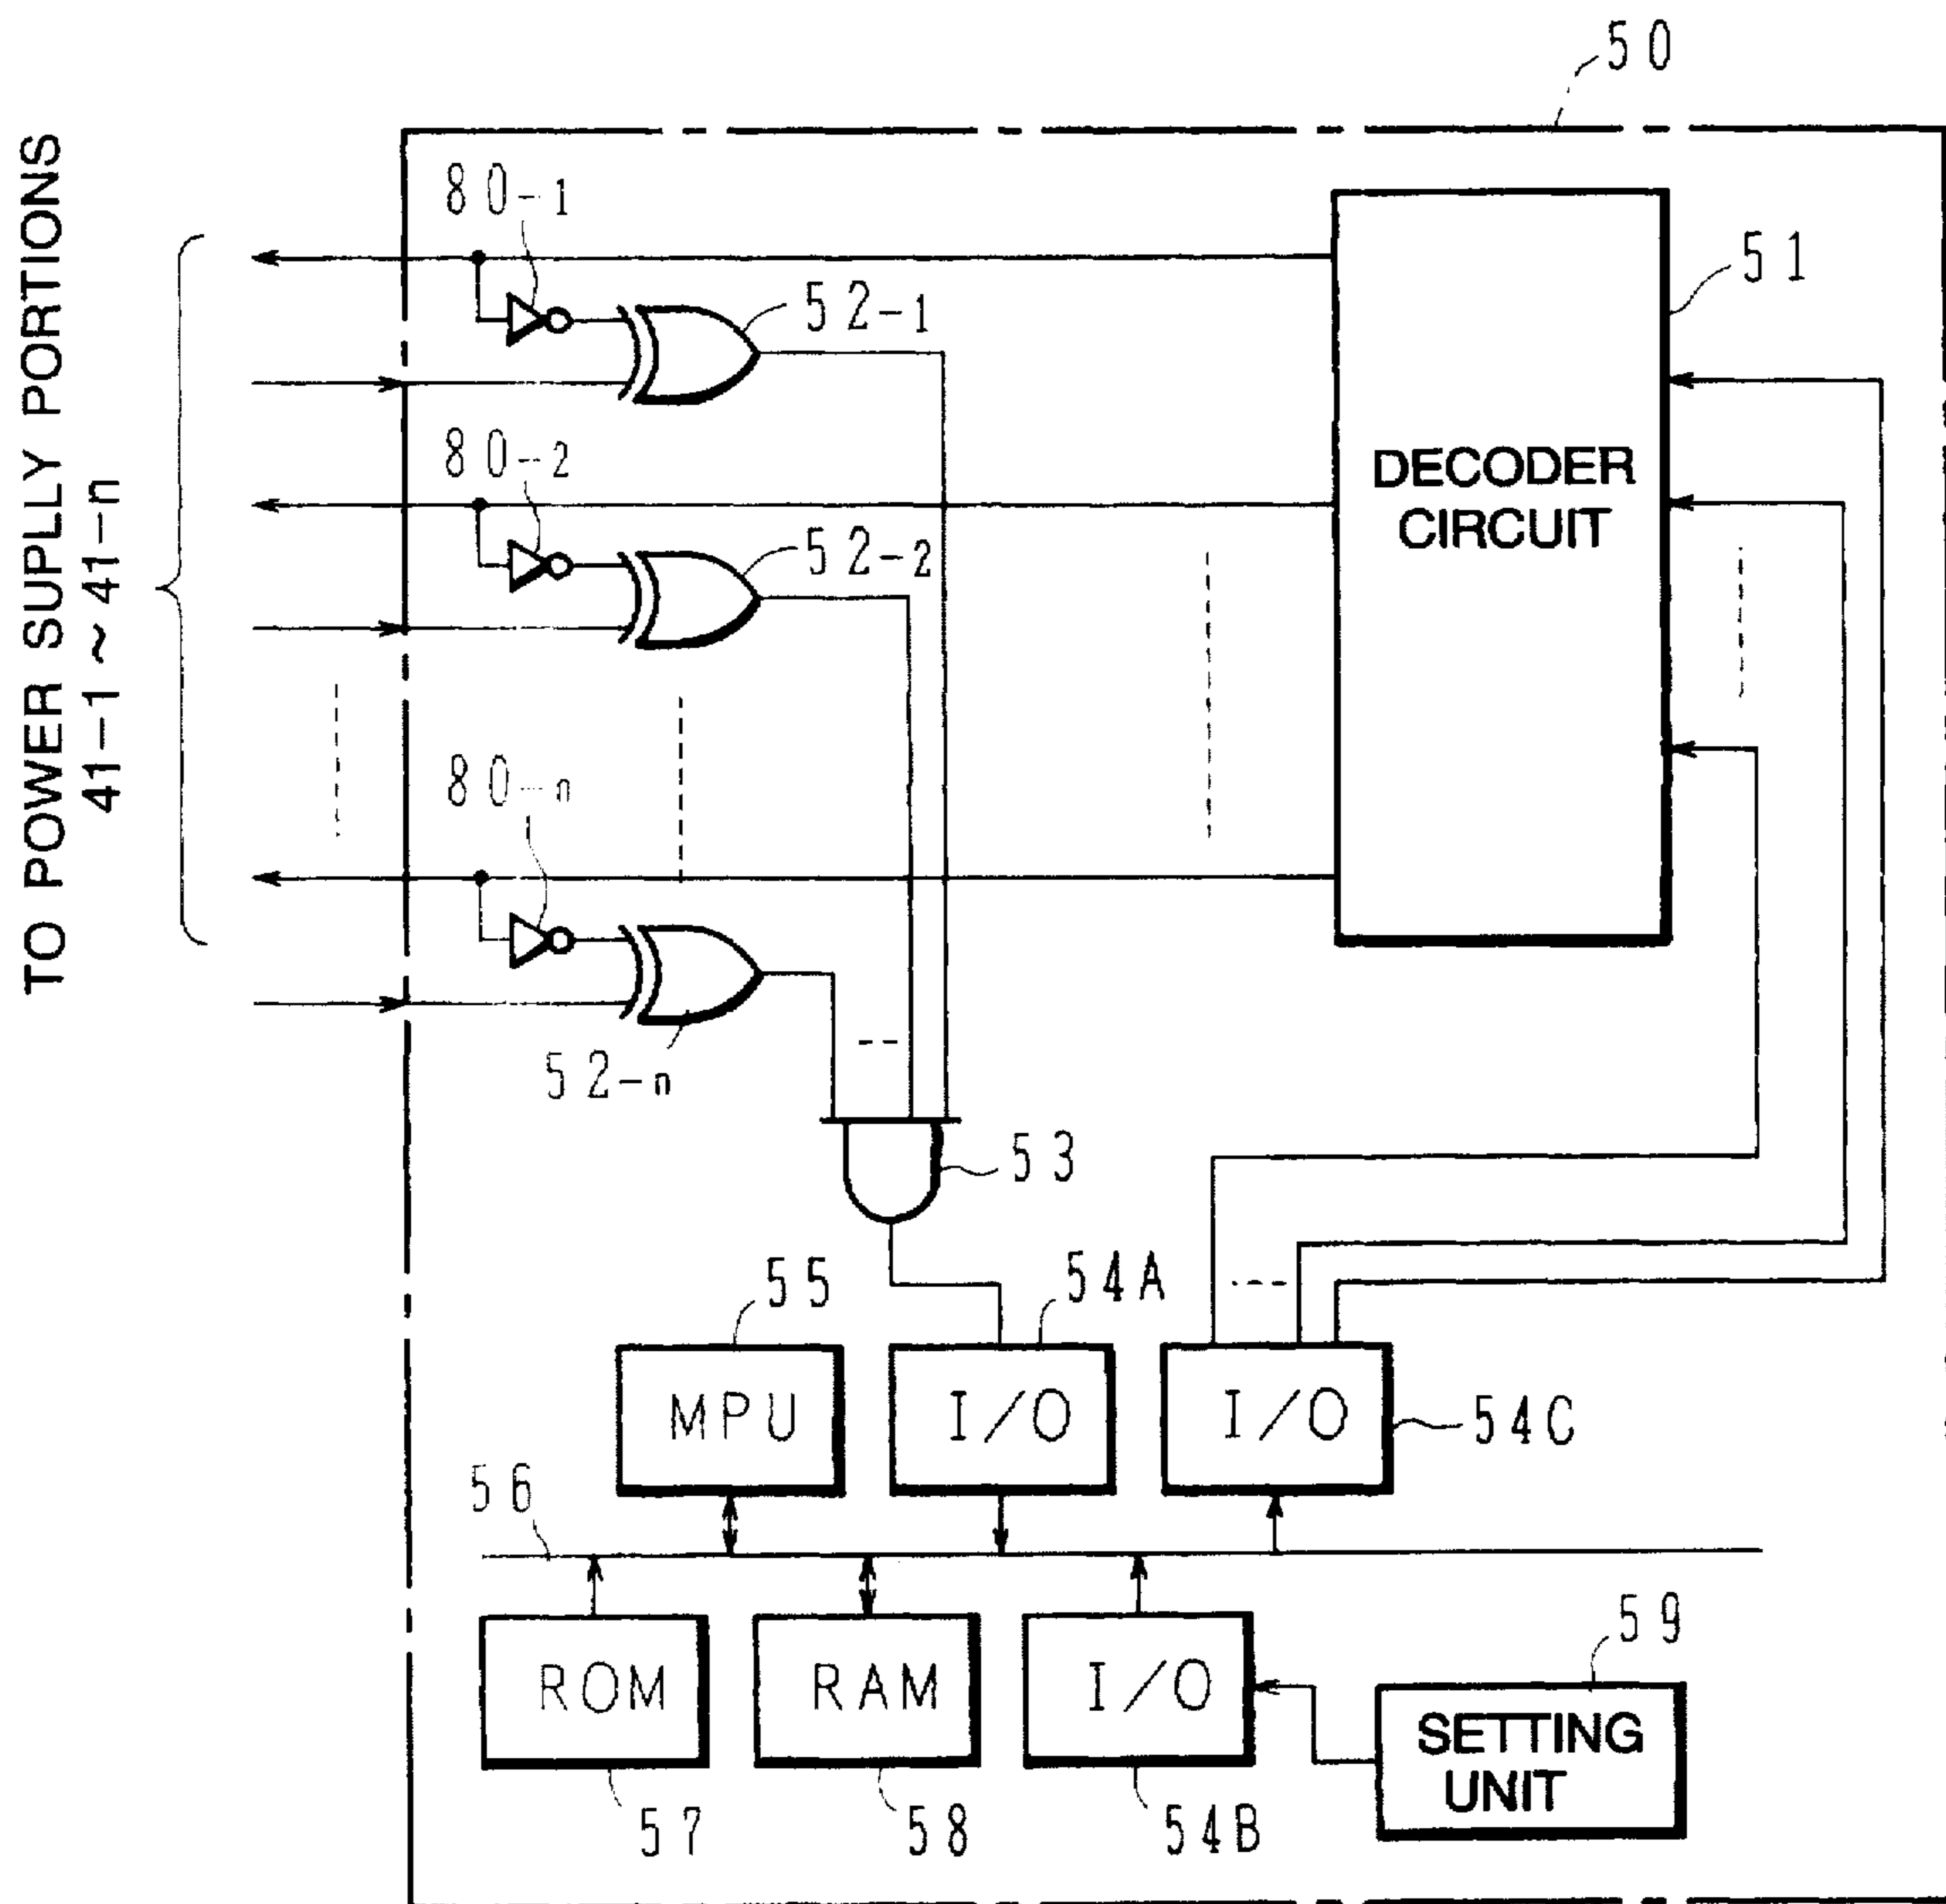 50
TO POWER SUPLLY PORTIONS
41-1 ~ 41-n
80-1
52-1
51
80-2
52-2
DECODER
CIRCUIT
80-n
52-n
53
55
54A
MPU
I/O
I/O
54C
56
59
ROM
RAM
I/O
SETTING
UNIT
57
58
54B